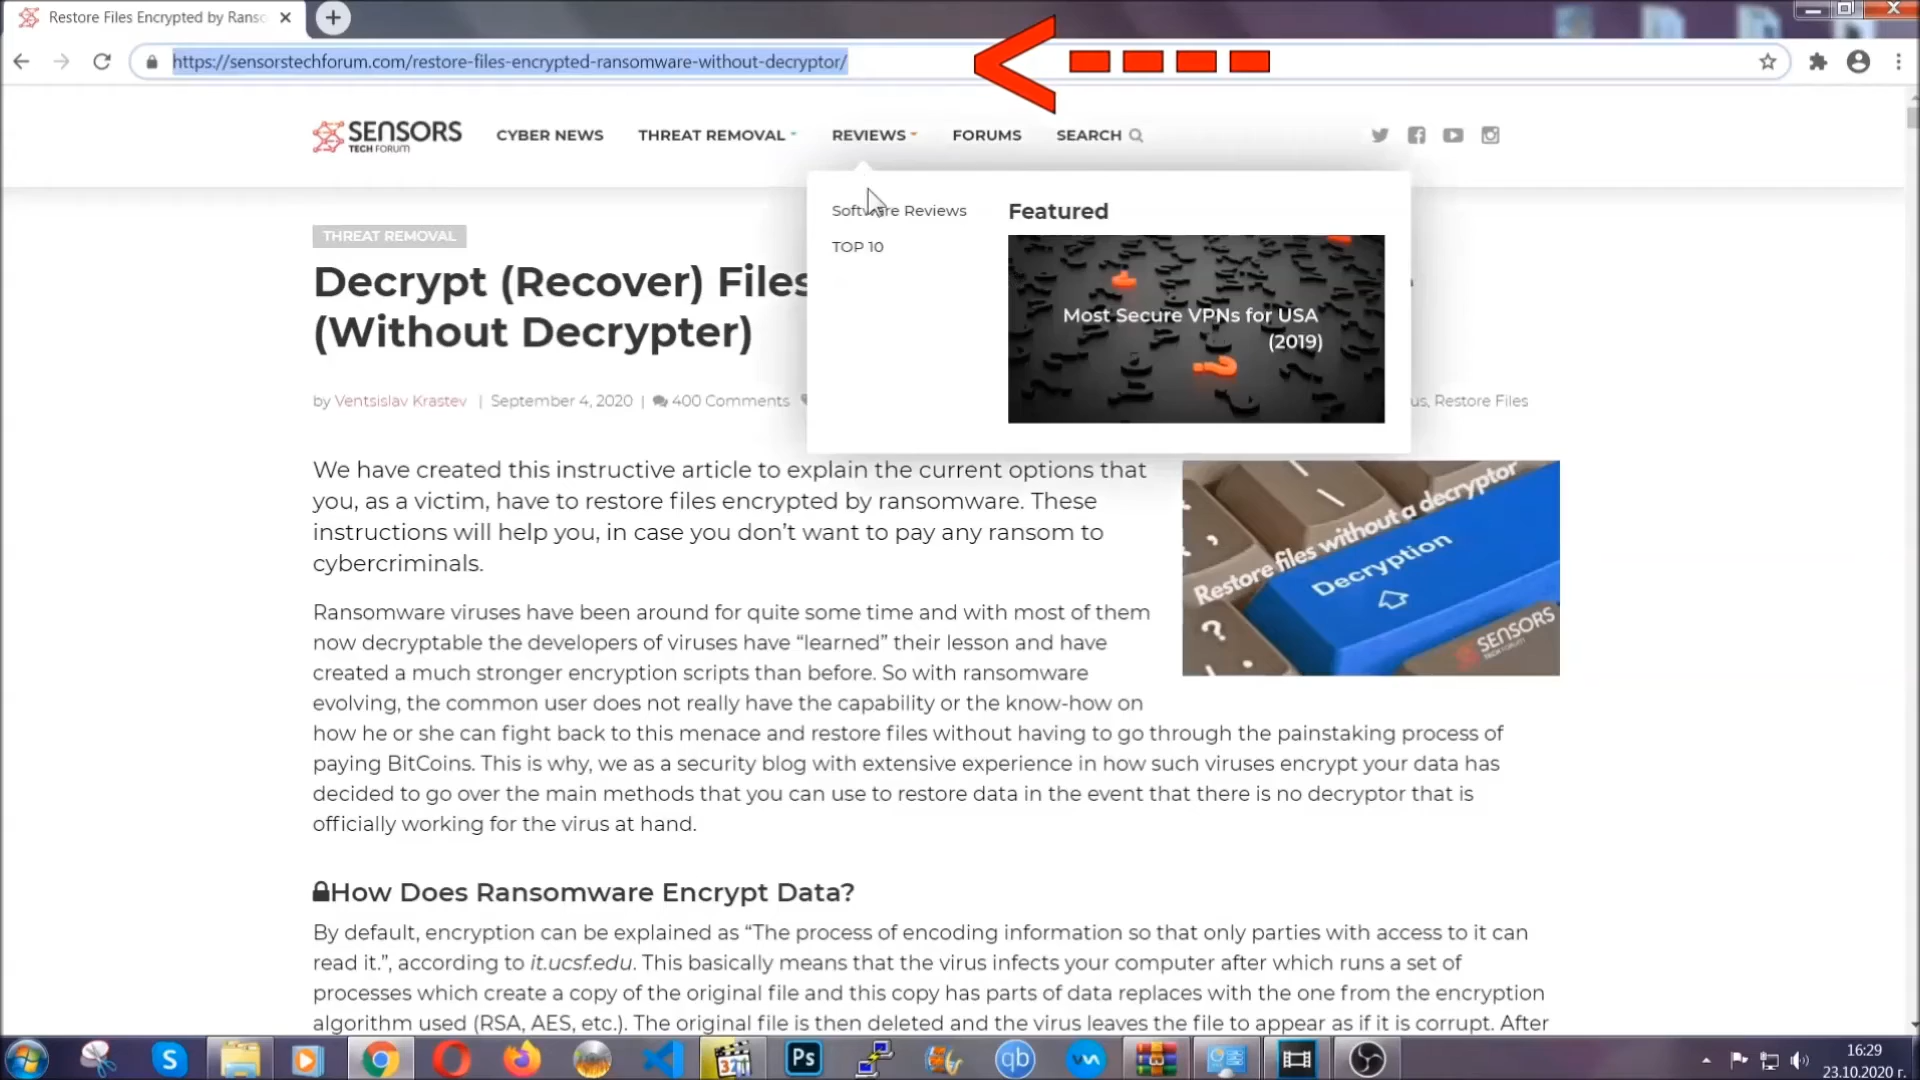 Restore Files Encrypted by Ranso
https://sensorstechforum.com/restore-files-encrypted-ransomware-without-decryptor/
SENSORS
TECH FORUM
CYBER NEWS
THREAT REMOVAL
REVIEWS
FORUMS
SEARCH
Software Reviews
TOP 10
Featured
Most Secure VPNs for USA
(2019)
THREAT REMOVAL
Decrypt (Recover) Files
(Without Decrypter)
by Ventsislav Krastev | September 4, 2020 | 400 Comments
us, Restore Files
We have created this instructive article to explain the current options that
you, as a victim, have to restore files encrypted by ransomware. These
instructions will help you, in case you don’t want to pay any ransom to
cybercriminals.
Restore files without a decryptor
Decryption
SENSORS
TECH FORUM
Ransomware viruses have been around for quite some time and with most of them
now decryptable the developers of viruses have “learned” their lesson and have
created a much stronger encryption scripts than before. So with ransomware
evolving, the common user does not really have the capability or the know-how on
how he or she can fight back to this menace and restore files without having to go through the painstaking process of
paying BitCoins. This is why, we as a security blog with extensive experience in how such viruses encrypt your data has
decided to go over the main methods that you can use to restore data in the event that there is no decryptor that is
officially working for the virus at hand.
How Does Ransomware Encrypt Data?
By default, encryption can be explained as “The process of encoding information so that only parties with access to it can
read it.”, according to it.ucsf.edu. This basically means that the virus infects your computer after which runs a set of
processes which create a copy of the original file and this copy has parts of data replaces with the one from the encryption
algorithm used (RSA, AES, etc.). The original file is then deleted and the virus leaves the file to appear as if it is corrupt. After
S
321
Ps
qb
16:29
23.10.2020 г.